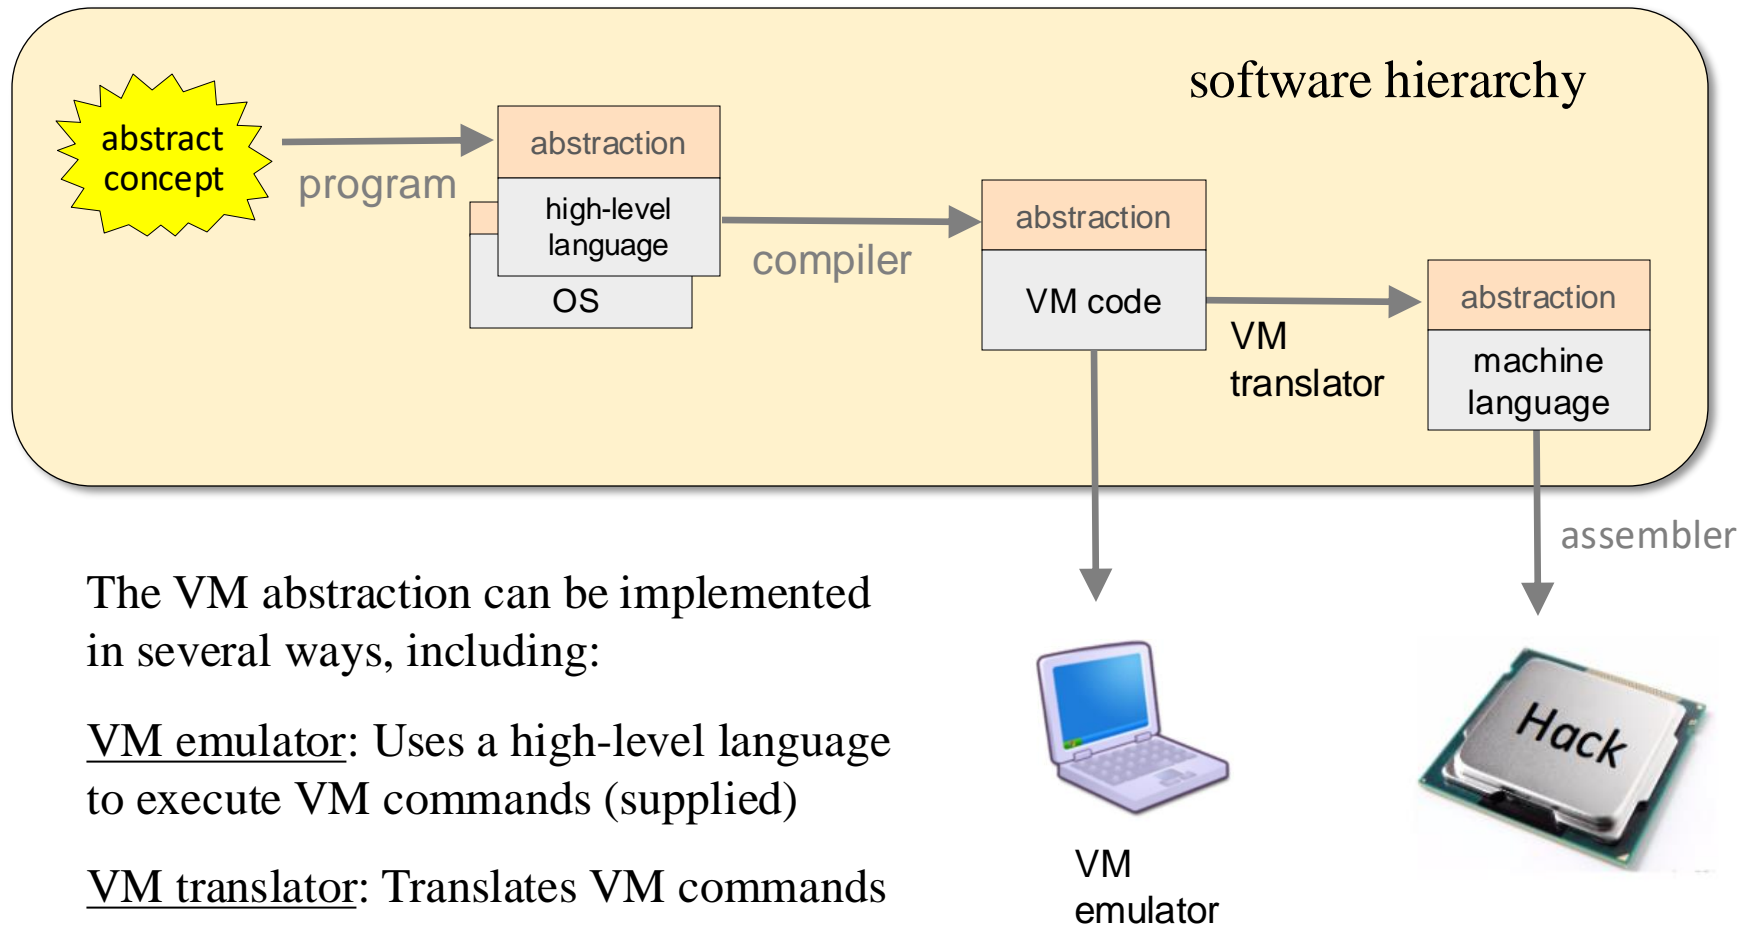 software hierarchy
abstract
concept
program
abstraction
high-level
language
OS
compiler
abstraction
VM code
VM
translator
abstraction
machine
language
assembler
The VM abstraction can be implemented
in several ways, including:
VM emulator: Uses a high-level language
to execute VM commands (supplied)
VM translator: Translates VM commands
VM
emulator
Hack